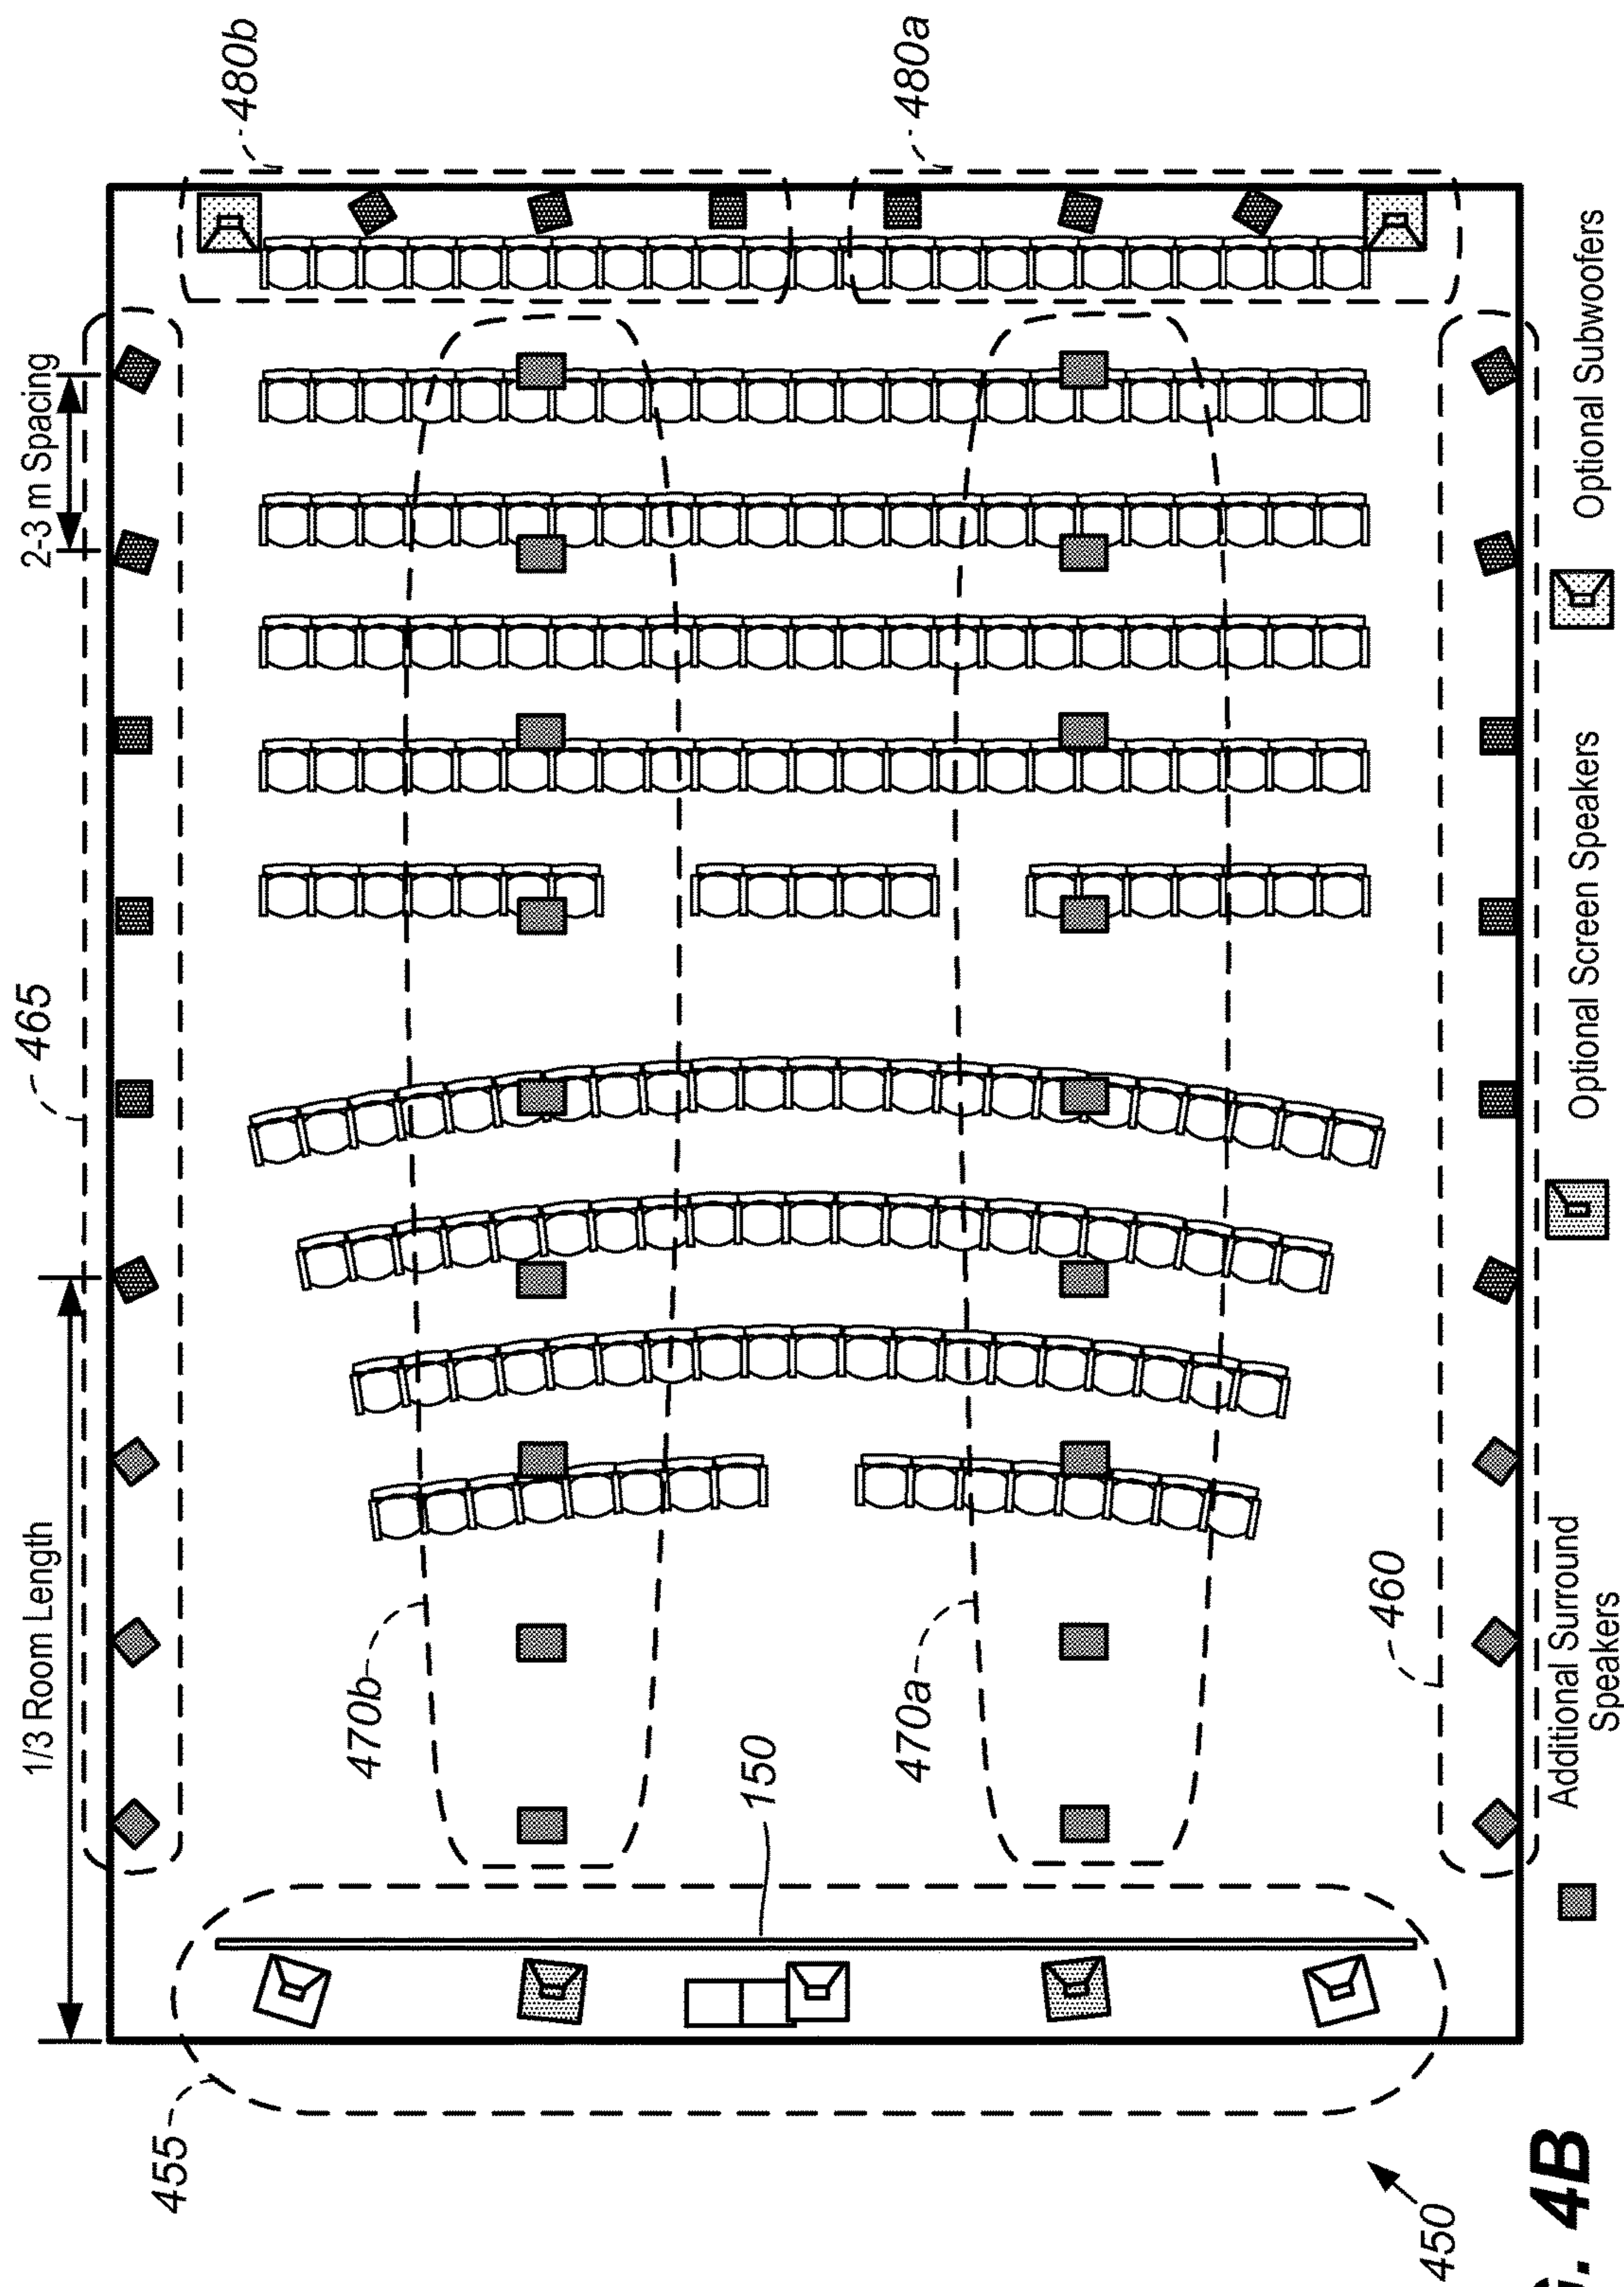 1/3 Room Length
465
2-3 m Spacing
455
480b
470b
150
470a
480a
460
450
Additional Surround
Speakers
Optional Screen Speakers
Optional Subwoofers
G. 4B